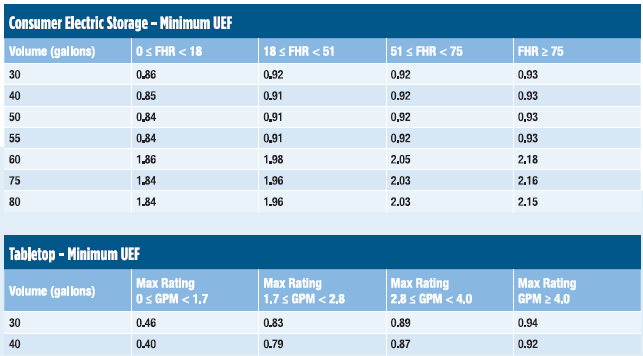 Consumer Electric Storage – Minimum UEF
Volume (gallons) 0 ≤ FHR < 18 18 ≤ FHR < 51 51 ≤ FHR < 75 FHR ≥ 75
30 0.86 0.92 0.92 0.93
40 0.85 0.91 0.92 0.93
50 0.84 0.91 0.92 0.93
55 0.84 0.91 0.92 0.93
60 1.86 1.98 2.05 2.18
75 1.84 1.96 2.03 2.16
80 1.84 1.96 2.03 2.15
Tabletop – Minimum UEF
Volume (gallons) Max Rating Max Rating Max Rating Max Rating
0 ≤ GPM < 1.7 1.7 ≤ GPM < 2.8 2.8 ≤ GPM < 4.0 GPM ≥ 4.0
30 0.46 0.83 0.89 0.94
40 0.40 0.79 0.87 0.92